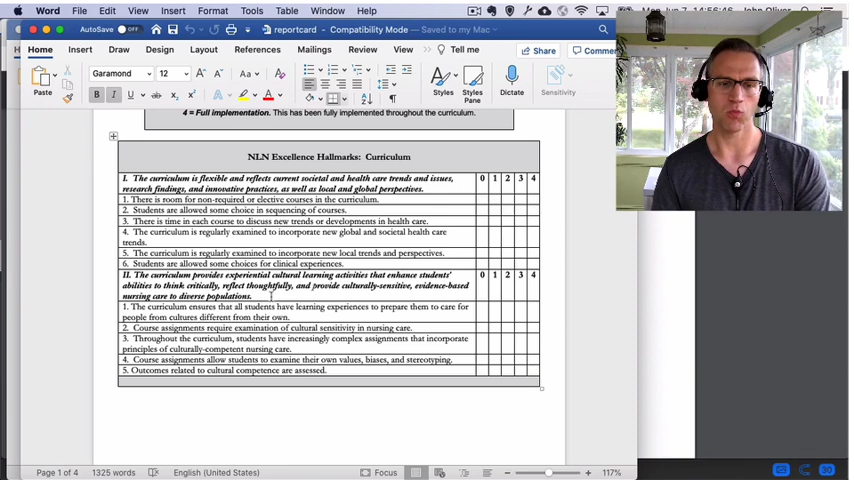 Word File Edit View Insert Format Tools Table Window Help Mon Jun 7 14:56:46 John Oliver
AutoSave OFF reportcard - Compatibility Mode — Saved to my Mac
Home Insert Draw Design Layout References Mailings Review View Tell me Share Comments
Paste Garamond 12 Styles Styles Pane Dictate Sensitivity
4 = Full implementation. This has been fully implemented throughout the curriculum.
NLN Excellence Hallmarks: Curriculum
I. The curriculum is flexible and reflects current societal and health care trends and issues, 0 1 2 3 4
research findings, and innovative practices, as well as local and global perspectives.
1. There is room for non-required or elective courses in the curriculum.
2. Students are allowed some choice in sequencing of courses.
3. There is time in each course to discuss new trends or developments in health care.
4. The curriculum is regularly examined to incorporate new global and societal health care
trends.
5. The curriculum is regularly examined to incorporate new local trends and perspectives.
6. Students are allowed some choices for clinical experiences.
II. The curriculum provides experiential cultural learning activities that enhance students' 0 1 2 3 4
abilities to think critically, reflect thoughtfully, and provide culturally-sensitive, evidence-based
nursing care to diverse populations.
1. The curriculum ensures that all students have learning experiences to prepare them to care for
people from cultures different from their own.
2. Course assignments require examination of cultural sensitivity in nursing care.
3. Throughout the curriculum, students have increasingly complex assignments that incorporate
principles of culturally-competent nursing care.
4. Course assignments allow students to examine their own values, biases, and stereotyping.
5. Outcomes related to cultural competence are assessed.
Page 1 of 4 1325 words English (United States) Focus 117%
30